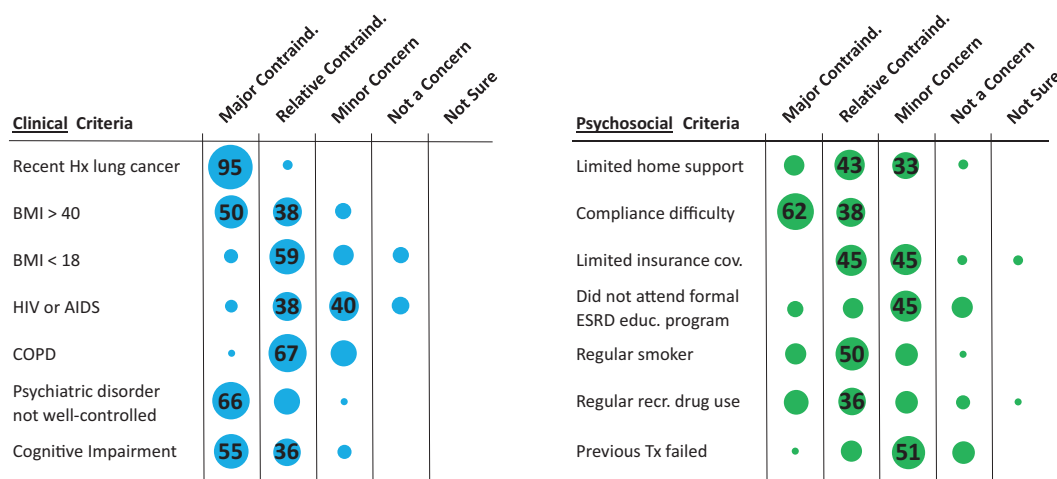 Major Contraind.
Relative Contraind.
Minor Concern
Not a Concern
Not Sure
Clinical Criteria
Recent Hx lung cancer 95
BMI > 40 50 38
BMI < 18 59
HIV or AIDS 38 40
COPD 67
Psychiatric disorder
not well-controlled 66
Cognitive Impairment 55 36
Major Contraind.
Relative Contraind.
Minor Concern
Not a Concern
Not Sure
Psychosocial Criteria
Limited home support 43 33
Compliance difficulty 62 38
Limited insurance cov. 45 45
Did not attend formal
ESRD educ. program 45
Regular smoker 50
Regular recr. drug use 36
Previous Tx failed 51